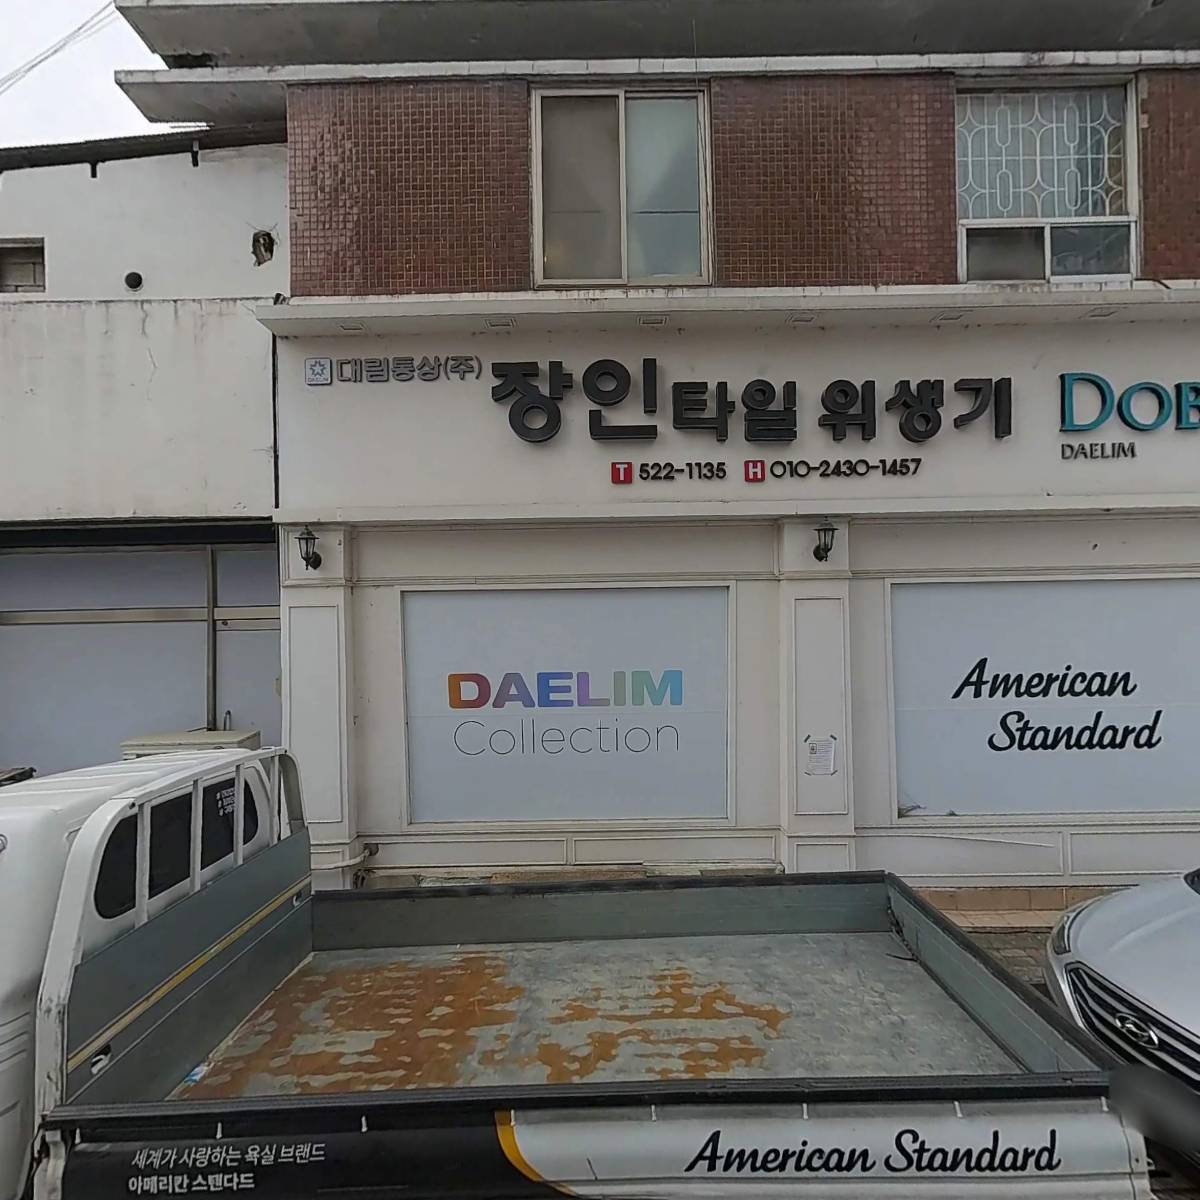 DAELIM
대림통상(주)
장인타일 위생기
T 522-1135 H 010-2430-1457
DAELIM
DAELIM
Collection
American
Standard
세계가 사랑하는 욕실 브랜드
아메리칸 스탠다드
American Standard